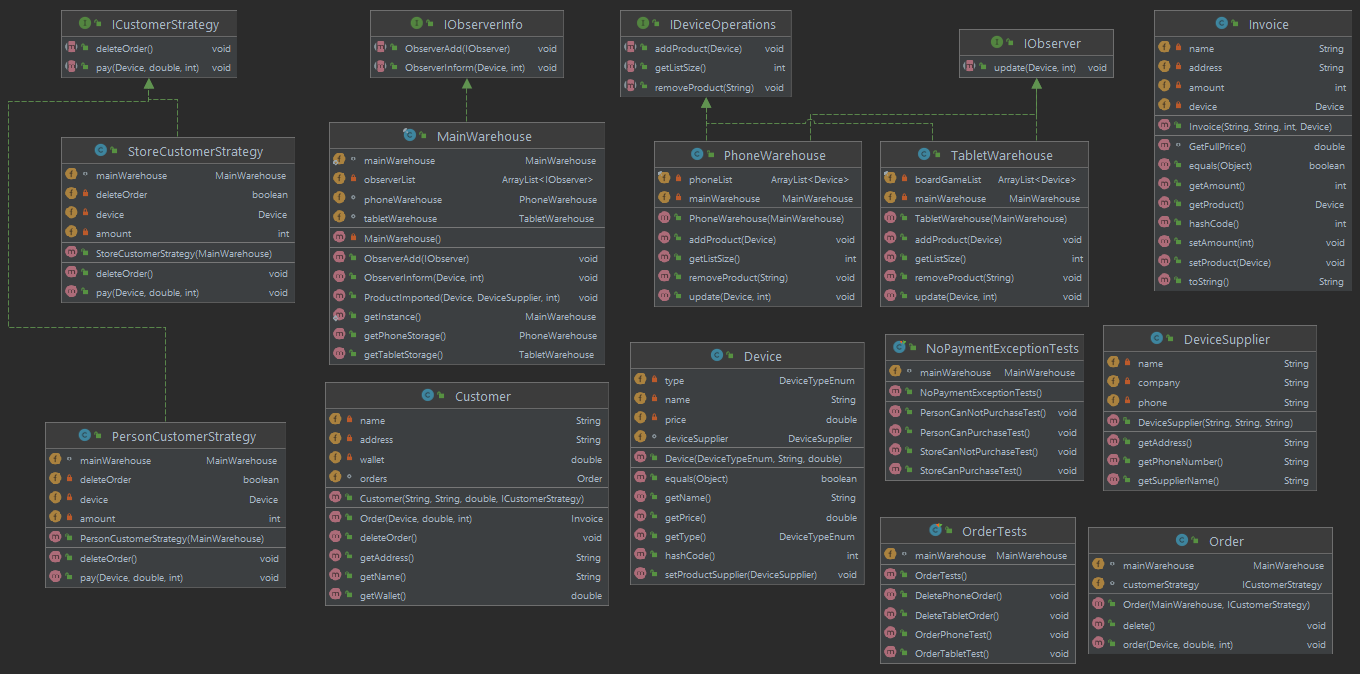 ICustomerStrategy
deleteOrder() void
pay(Device, double, int) void
IObserverInfo
ObserverAdd(IObserver) void
ObserverInform(Device, int) void
IDeviceOperations
addProduct(Device) void
getListSize() int
removeProduct(String) void
IObserver
update(Device, int) void
Invoice
name String
address String
amount int
device Device
Invoice(String, String, int, Device)
GetFullPrice() double
equals(Object) boolean
getAmount() int
getProduct() Device
hashCode() int
setAmount(int) void
setProduct(Device) void
toString() String
StoreCustomerStrategy
mainWarehouse MainWarehouse
deleteOrder boolean
device Device
amount int
StoreCustomerStrategy(MainWarehouse)
deleteOrder() void
pay(Device, double, int) void
MainWarehouse
mainWarehouse MainWarehouse
observerList ArrayList<IObserver>
phoneWarehouse PhoneWarehouse
tabletWarehouse TabletWarehouse
MainWarehouse()
ObserverAdd(IObserver) void
ObserverInform(Device, int) void
ProductImported(Device, DeviceSupplier, int) void
getInstance() MainWarehouse
getPhoneStorage() PhoneWarehouse
getTabletStorage() TabletWarehouse
PhoneWarehouse
phoneList ArrayList<Device>
mainWarehouse MainWarehouse
PhoneWarehouse(MainWarehouse)
addProduct(Device) void
getListSize() int
removeProduct(String) void
update(Device, int) void
TabletWarehouse
boardGameList ArrayList<Device>
mainWarehouse MainWarehouse
TabletWarehouse(MainWarehouse)
addProduct(Device) void
getListSize() int
removeProduct(String) void
update(Device, int) void
PersonCustomerStrategy
mainWarehouse MainWarehouse
deleteOrder boolean
device Device
amount int
PersonCustomerStrategy(MainWarehouse)
deleteOrder() void
pay(Device, double, int) void
Customer
name String
address String
wallet double
orders Order
Customer(String, String, double, ICustomerStrategy)
Order(Device, double, int) Invoice
deleteOrder() void
getAddress() String
getName() String
getWallet() double
Device
type DeviceTypeEnum
name String
price double
deviceSupplier DeviceSupplier
Device(DeviceTypeEnum, String, double)
equals(Object) boolean
getName() String
getPrice() double
getType() DeviceTypeEnum
hashCode() int
setProductSupplier(DeviceSupplier) void
NoPaymentExceptionTests
mainWarehouse MainWarehouse
NoPaymentExceptionTests()
PersonCanNotPurchaseTest() void
PersonCanPurchaseTest() void
StoreCanNotPurchaseTest() void
StoreCanPurchaseTest() void
DeviceSupplier
name String
company String
phone String
DeviceSupplier(String, String, String)
getAddress() String
getPhoneNumber() String
getSupplierName() String
OrderTests
mainWarehouse MainWarehouse
OrderTests()
DeletePhoneOrder() void
DeleteTabletOrder() void
OrderPhoneTest() void
OrderTabletTest() void
Order
mainWarehouse MainWarehouse
customerStrategy ICustomerStrategy
Order(MainWarehouse, ICustomerStrategy)
delete() void
order(Device, double, int) void